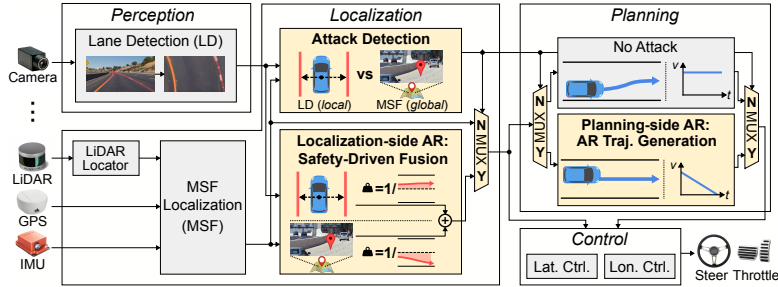 Perception
Lane Detection (LD)
Camera
LiDAR
LiDAR
Locator
GPS
IMU
MSF
Localization
(MSF)
Localization
Attack Detection
vs
LD (local)
MSF (global)
Localization-side AR:
Safety-Driven Fusion
=1/
=1/
N
MUX
Y
Planning
No Attack
v
t
N
MUX
Y
Planning-side AR:
AR Traj. Generation
v
t
N
MUX
Y
Control
Lat. Ctrl.
Lon. Ctrl.
Steer
Throttle